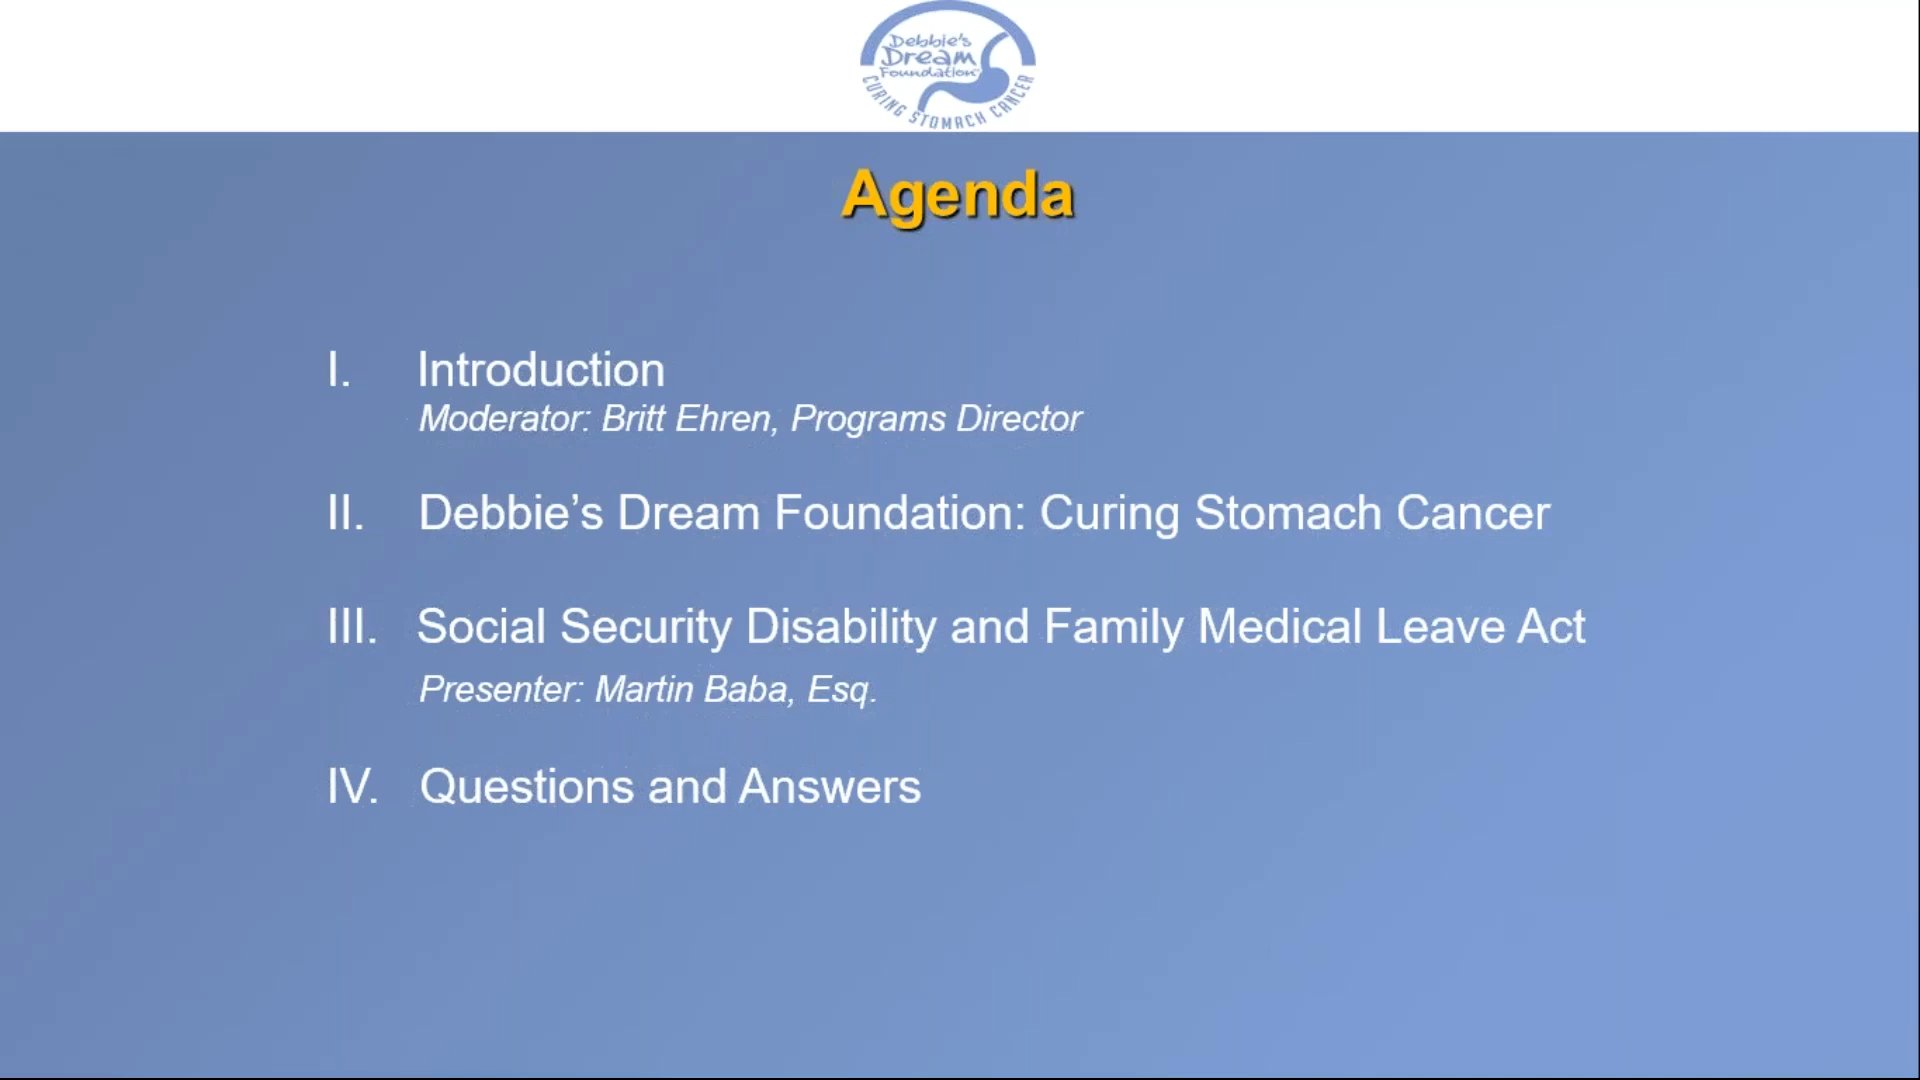 Debbie's
Dream
Foundation
CURING STOMACH CANCER
Agenda
I. Introduction
Moderator: Britt Ehren, Programs Director
II. Debbie’s Dream Foundation: Curing Stomach Cancer
III. Social Security Disability and Family Medical Leave Act
Presenter: Martin Baba, Esq.
IV. Questions and Answers